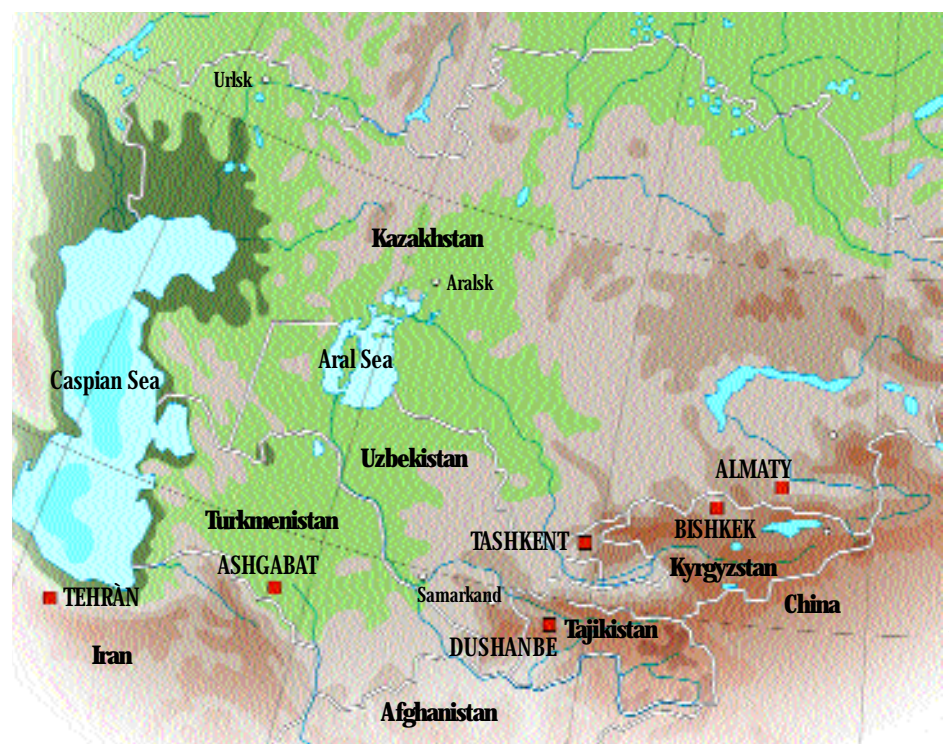 Urlsk
Kazakhstan
Aralsk
Aral Sea
Caspian Sea
Uzbekistan
ALMATY
Turkmenistan
BISHKEK
TASHKENT
ASHGABAT
Kyrgyzstan
TEHRÀN
Samarkand
China
Tajikistan
DUSHANBE
Iran
Afghanistan